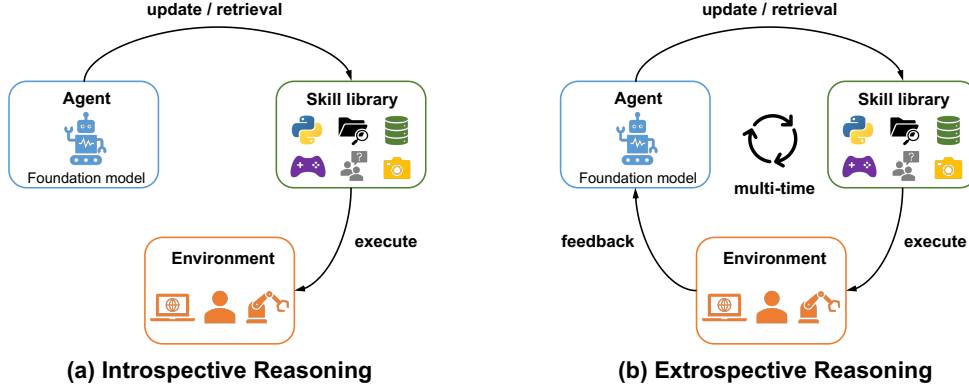 update / retrieval
Agent
Foundation model
Skill library
?
execute
Environment
(a) Introspective Reasoning
update / retrieval
Agent
Foundation model
multi-time
Skill library
?
feedback
execute
Environment
(b) Extrospective Reasoning